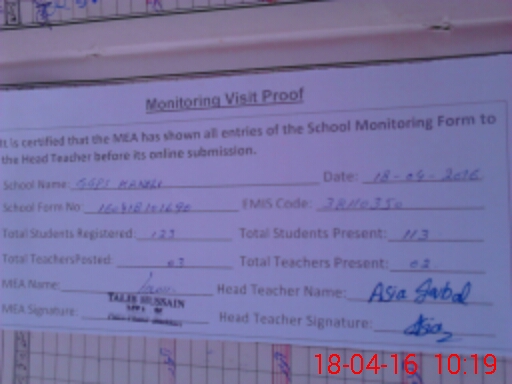 Monitoring Visit Proof
It is certified that the MEA has shown all entries of the School Monitoring Form to
the Head Teacher before its online submission.
School Name: GGPS Date: 18-04-2016
School Form No: EMIS Code:
Total Students Registered: 123 Total Students Present: 113
Total TeachersPosted: 03 Total Teachers Present: 02
MEA Name: Head Teacher Name: Asia
TALIB HUSSAIN
MEA Signature: Head Teacher Signature: Asia
18-04-16 10:19